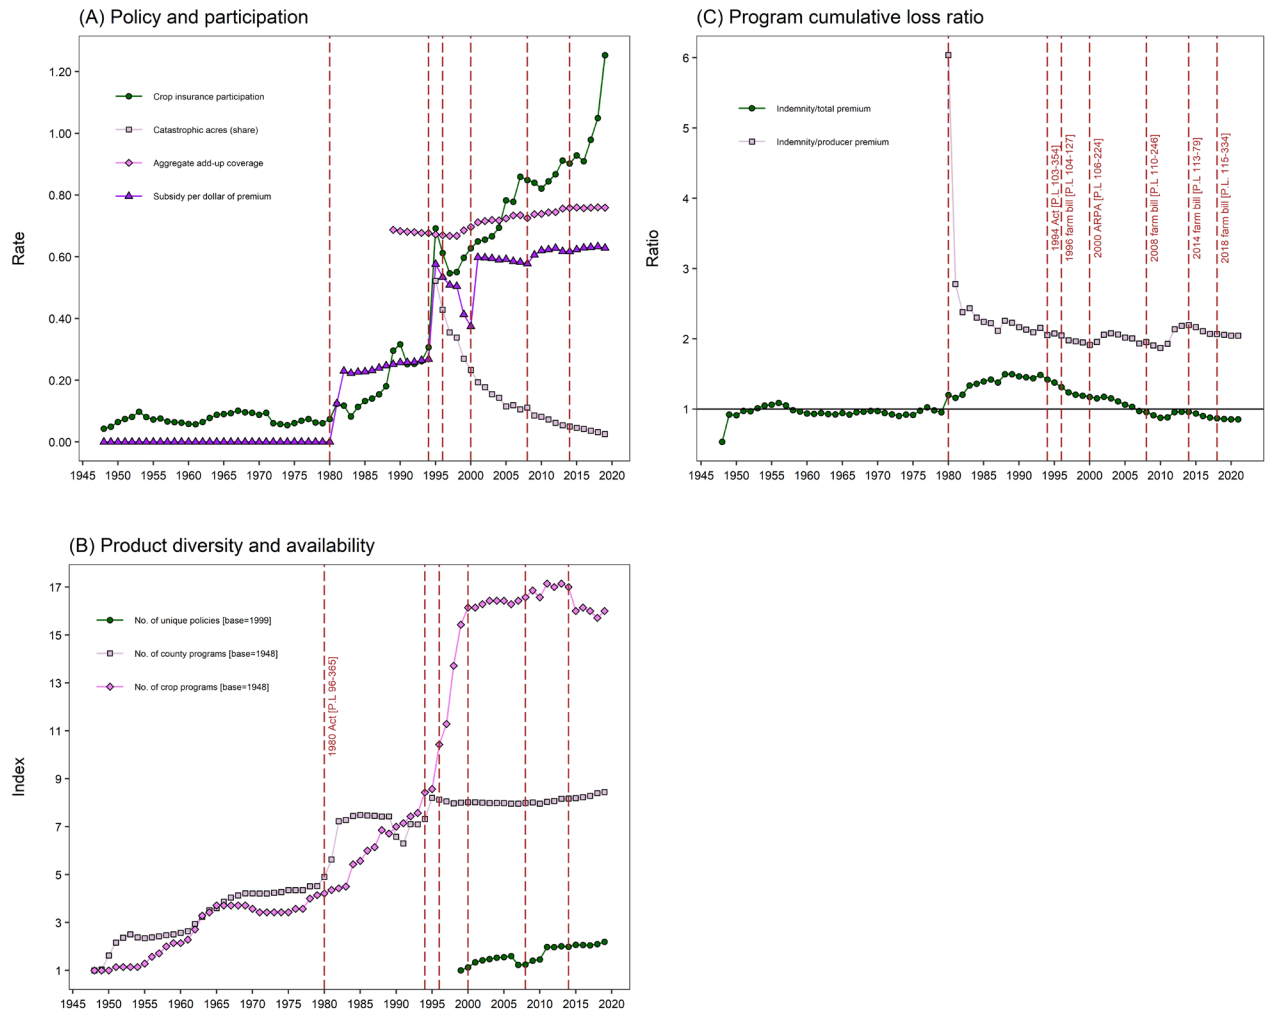 (A) Policy and participation
Rate
1.20
1.00
0.80
0.60
0.40
0.20
0.00
Crop insurance participation
Catastrophic acres (share)
Aggregate add-up coverage
Subsidy per dollar of premium
1945 1950 1955 1960 1965 1970 1975 1980 1985 1990 1995 2000 2005 2010 2015 2020
(C) Program cumulative loss ratio
Ratio
6
5
4
3
2
1
Indemnity/total premium
Indemnity/producer premium
1994 Act [P.L 103-354]
1996 farm bill [P.L 104-127]
2000 ARPA [P.L 106-224]
2008 farm bill [P.L 110-246]
2014 farm bill [P.L 113-79]
2018 farm bill [P.L. 115-334]
1945 1950 1955 1960 1965 1970 1975 1980 1985 1990 1995 2000 2005 2010 2015 2020
(B) Product diversity and availability
Index
17
15
13
11
9
7
5
3
1
No. of unique policies [base=1999]
No. of county programs [base=1948]
No. of crop programs [base=1948]
1980 Act [P.L 96-365]
1945 1950 1955 1960 1965 1970 1975 1980 1985 1990 1995 2000 2005 2010 2015 2020